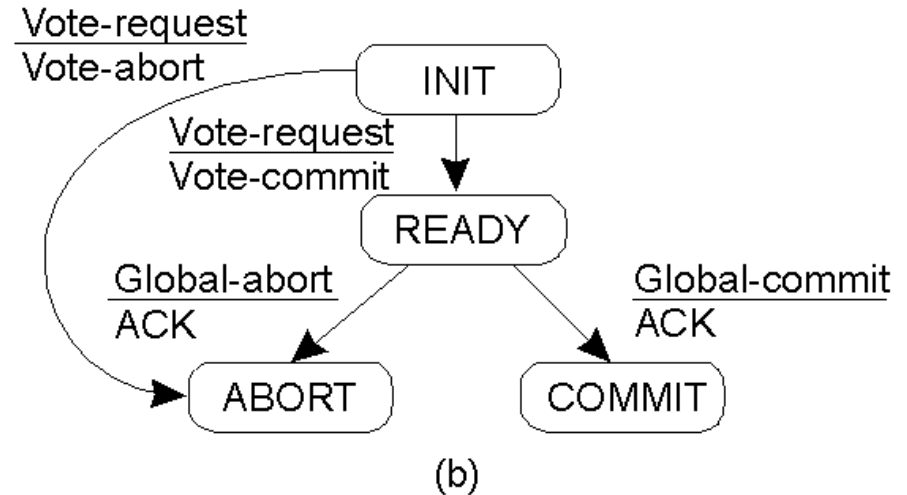 Vote-request
Vote-abort
INIT
Vote-request
Vote-commit
READY
Global-abort
ACK
Global-commit
ACK
ABORT
COMMIT
(b)